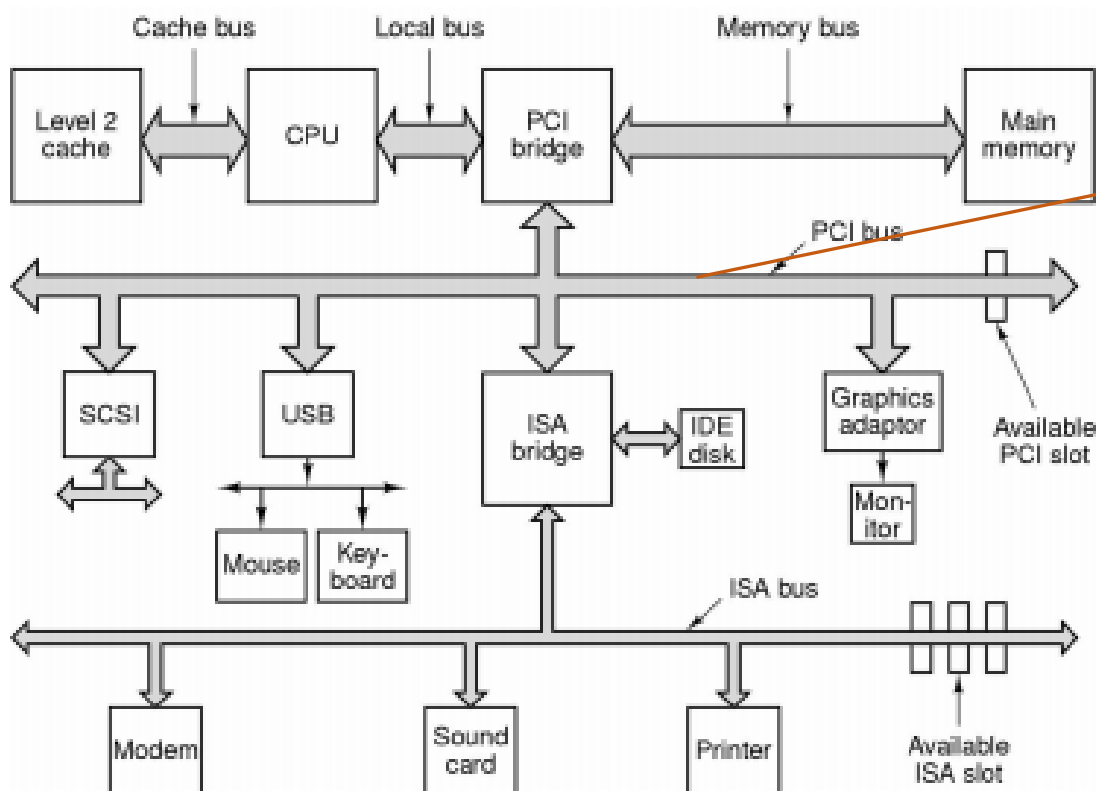 Cache bus
Local bus
Memory bus
Level 2
cache
CPU
PCI
bridge
Main
memory
PCI bus
SCSI
USB
ISA
bridge
IDE
disk
Graphics
adaptor
Available
PCI slot
Mon-
itor
Mouse
Key-
board
ISA bus
Modem
Sound
card
Printer
Available
ISA slot